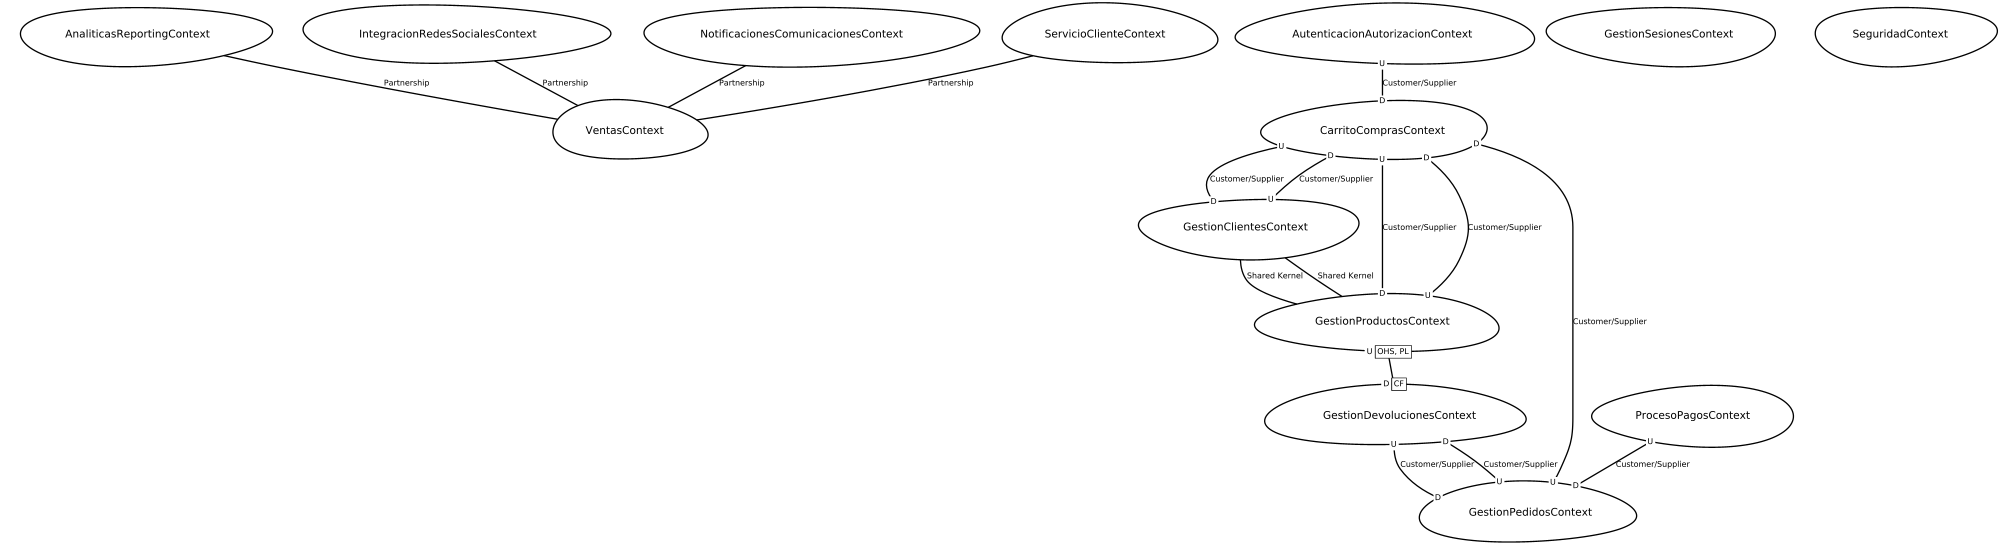 AnaliticasReportingContext
IntegracionRedesSocialesContext
NotificacionesComunicacionesContext
ServicioClienteContext
AutenticacionAutorizacionContext
GestionSesionesContext
SeguridadContext
U
Partnership
Partnership
Partnership
Partnership
Customer/Supplier
D
VentasContext
CarritoComprasContext
U
D
U
D
D
Customer/Supplier
Customer/Supplier
D
U
GestionClientesContext
Customer/Supplier
Customer/Supplier
Shared Kernel
Shared Kernel
D
U
GestionProductosContext
Customer/Supplier
U
OHS, PL
D
CF
GestionDevolucionesContext
ProcesoPagosContext
U
D
U
Customer/Supplier
Customer/Supplier
Customer/Supplier
D
U
U
D
GestionPedidosContext